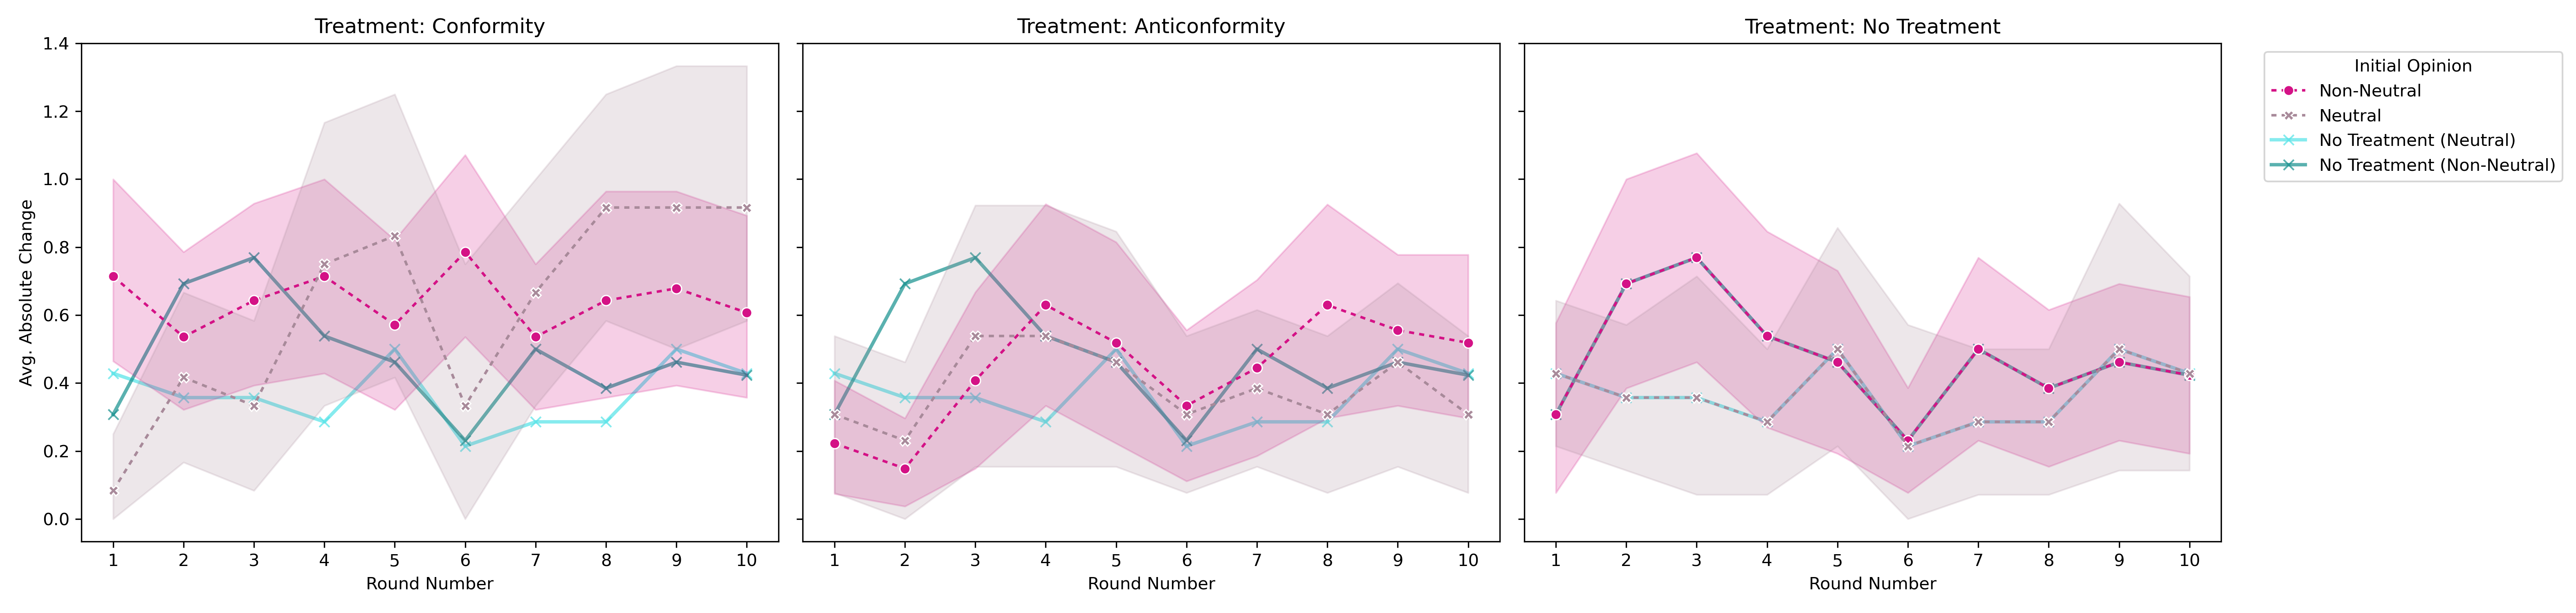 Treatment: Conformity
Treatment: Anticonformity
Treatment: No Treatment
Avg. Absolute Change
1.4
1.2
1.0
0.8
0.6
0.4
0.2
0.0
1 2 3 4 5 6 7 8 9 10
1 2 3 4 5 6 7 8 9 10
1 2 3 4 5 6 7 8 9 10
Round Number
Round Number
Round Number
Initial Opinion
Non-Neutral
Neutral
No Treatment (Neutral)
No Treatment (Non-Neutral)